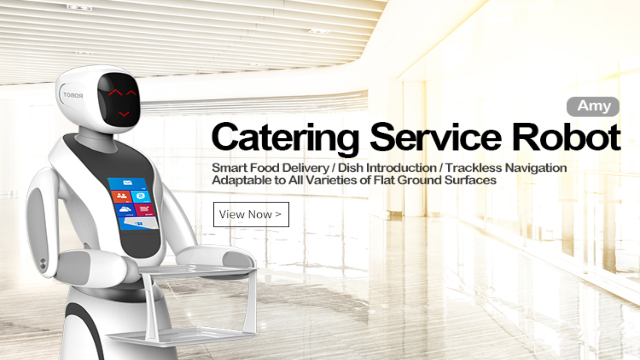 TOBOR
Amy
Catering Service Robot
Smart Food Delivery / Dish Introduction / Trackless Navigation
Adaptable to All Varieties of Flat Ground Surfaces
View Now >